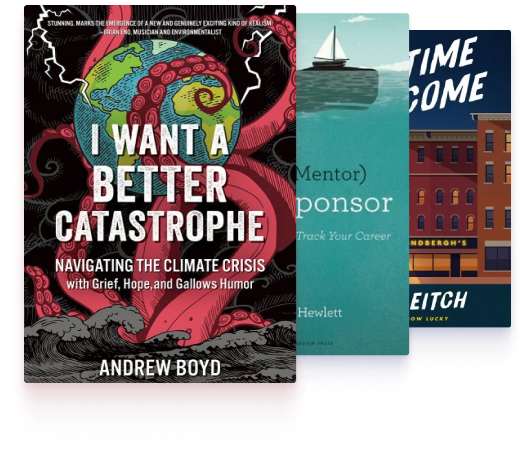 STUNNING. MARKS THE EMERGENCE OF A NEW AND GENUINELY EXCITING KIND OF REALISM
BRIAN ENO, MUSICIAN AND ENVIRONMENTALIST
I WANT A
BETTER
CATASTROPHE
NAVIGATING THE CLIMATE CRISIS
with Grief, Hope, and Gallows Humor
ANDREW BOYD
Mentor)
ponsor
Track Your Career
Hewlett
TIME
COME
NDBERGH'S
EITCH
OW LUCKY